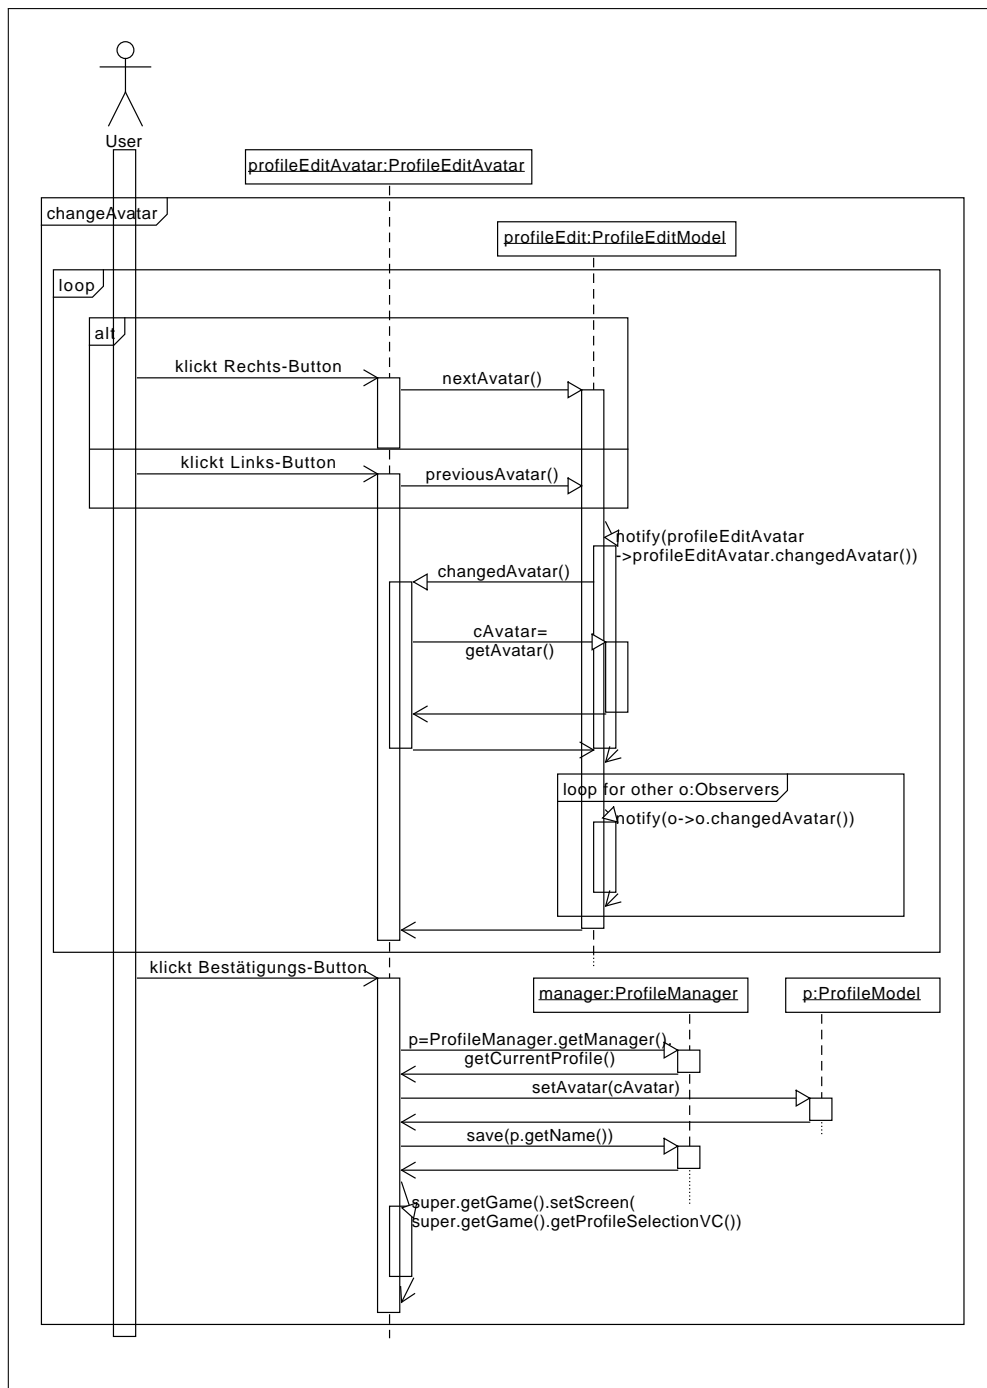 User
profileEditAvatar:ProfileEditAvatar
changeAvatar
profileEdit:ProfileEditModel
loop
alt
klickt Rechts-Button
nextAvatar()
klickt Links-Button
previousAvatar()
notify(profileEditAvatar
->profileEditAvatar.changedAvatar())
changedAvatar()
cAvatar=
getAvatar()
loop for other o:Observers
notify(o->o.changedAvatar())
klickt Bestätigungs-Button
manager:ProfileManager
p:ProfileModel
p=ProfileManager.getManager().
getCurrentProfile()
setAvatar(cAvatar)
save(p.getName())
super.getGame().setScreen(
super.getGame().getProfileSelectionVC())